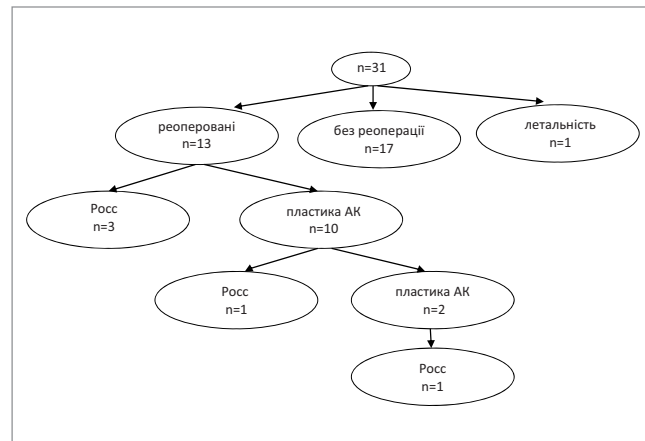 n=31
реоперовані
n=13
без реоперації
n=17
летальність
n=1
Росс
n=3
пластика АК
n=10
Росс
n=1
пластика АК
n=2
Росс
n=1